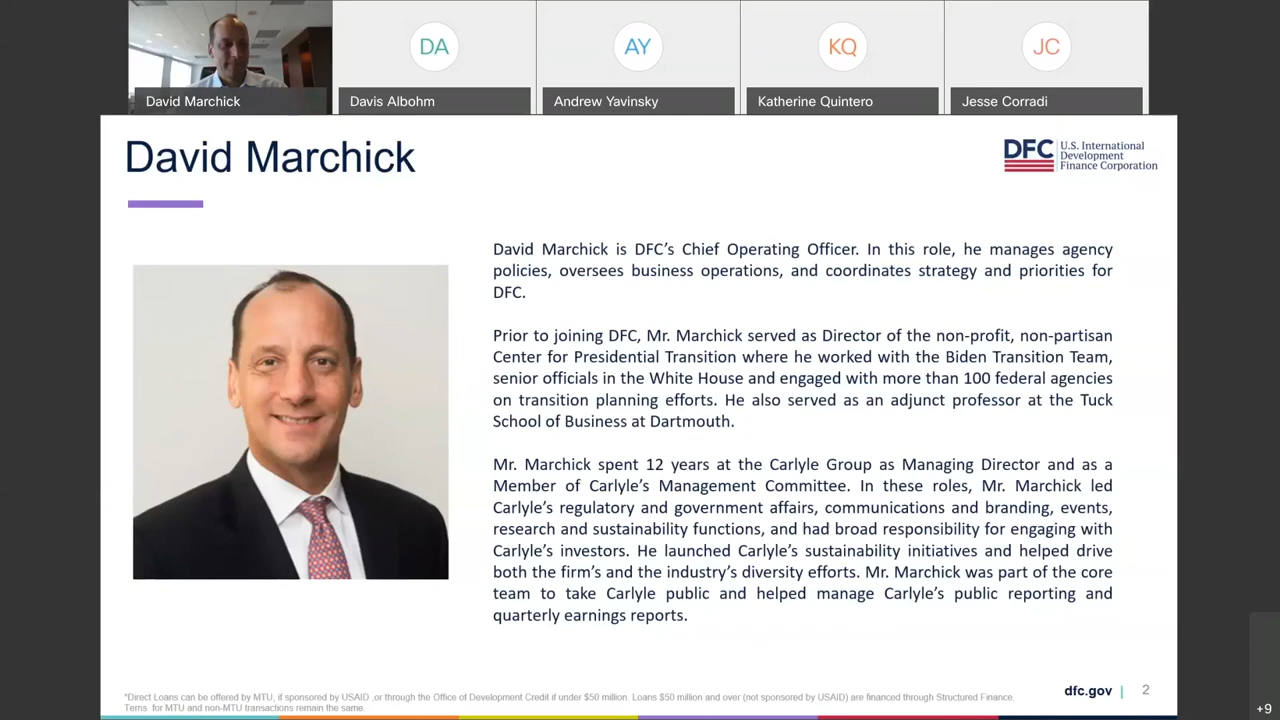 DA
AY
KQ
JC
David Marchick
Davis Albohm
Andrew Yavinsky
Katherine Quintero
Jesse Corradi
David Marchick
DFC
U.S. International
Development
Finance Corporation
David Marchick is DFC's Chief Operating Officer. In this role, he manages agency
policies, oversees business operations, and coordinates strategy and priorities for
DFC.
Prior to joining DFC, Mr. Marchick served as Director of the non-profit, non-partisan
Center for Presidential Transition where he worked with the Biden Transition Team,
senior officials in the White House and engaged with more than 100 federal agencies
on transition planning efforts. He also served as an adjunct professor at the Tuck
School of Business at Dartmouth.
Mr. Marchick spent 12 years at the Carlyle Group as Managing Director and as a
Member of Carlyle's Management Committee. In these roles, Mr. Marchick led
Carlyle's regulatory and government affairs, communications and branding, events,
research and sustainability functions, and had broad responsibility for engaging with
Carlyle's investors. He launched Carlyle's sustainability initiatives and helped drive
both the firm's and the industry's diversity efforts. Mr. Marchick was part of the core
team to take Carlyle public and helped manage Carlyle's public reporting and
quarterly earnings reports.
*Direct Loans can be offered by MTU, if sponsored by USAID ,or through the Office of Development Credit if under $50 million. Loans $50 million and over (not sponsored by USAID) are financed through Structured Finance.
Terms for MTU and non-MTU transactions remain the same.
dfc.gov | 2
+9